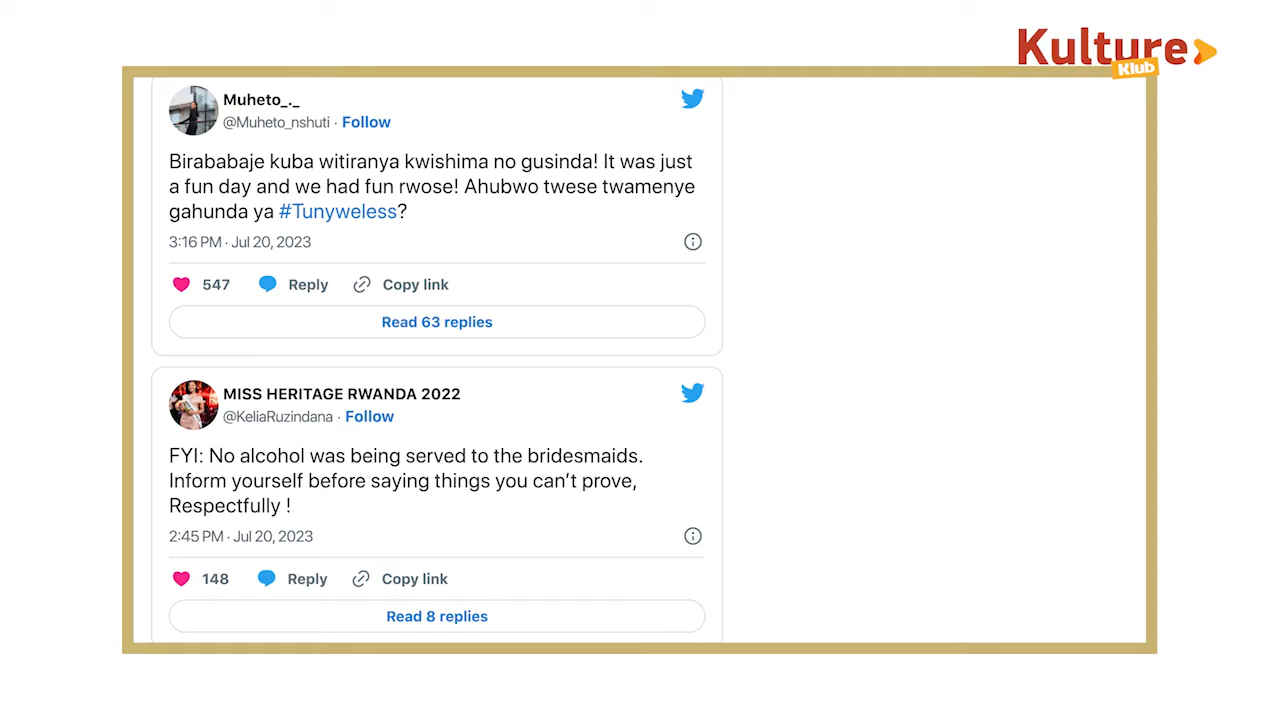 Kulture
Klub
Muheto_._
@Muheto_nshuti · Follow
Birababaje kuba witiranya kwishima no gusinda! It was just
a fun day and we had fun rwose! Ahubwo twese twamenye
gahunda ya #Tunyweless?
3:16 PM · Jul 20, 2023
547 Reply Copy link
Read 63 replies
MISS HERITAGE RWANDA 2022
@KeliaRuzindana · Follow
FYI: No alcohol was being served to the bridesmaids.
Inform yourself before saying things you can’t prove,
Respectfully !
2:45 PM · Jul 20, 2023
148 Reply Copy link
Read 8 replies